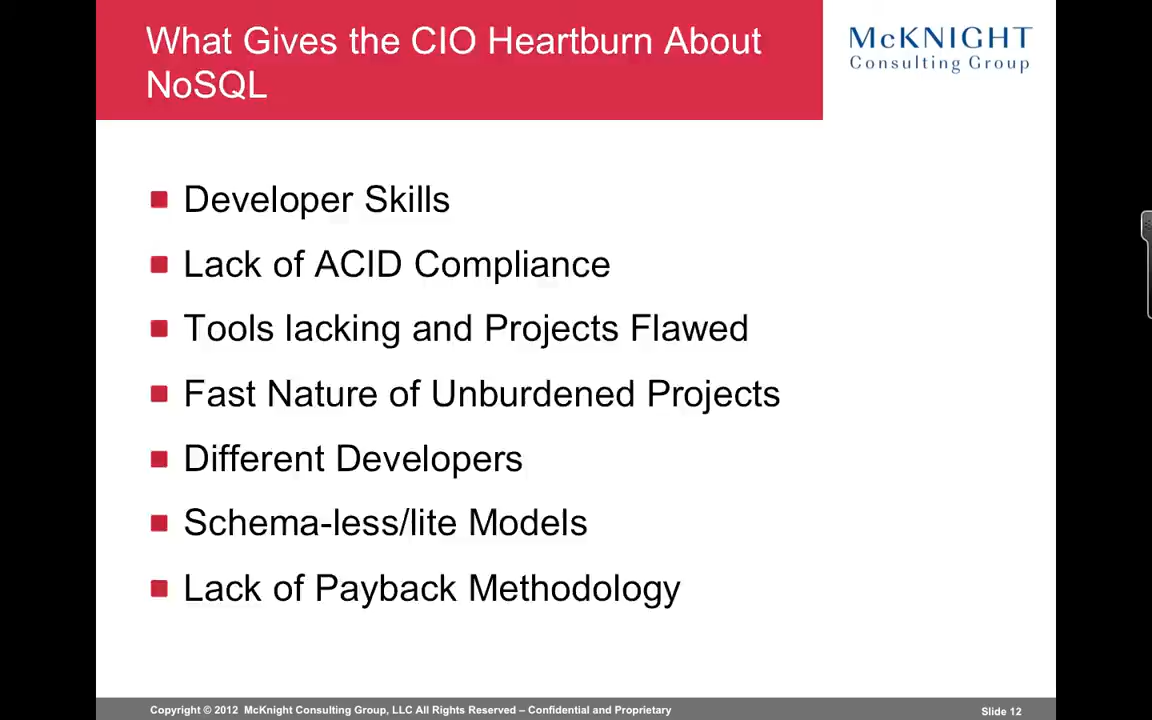 What Gives the CIO Heartburn About
NoSQL
McKNIGHT
Consulting Group
Developer Skills
Lack of ACID Compliance
Tools lacking and Projects Flawed
Fast Nature of Unburdened Projects
Different Developers
Schema-less/lite Models
Lack of Payback Methodology
Copyright © 2012 McKnight Consulting Group, LLC All Rights Reserved – Confidential and Proprietary
Slide 12